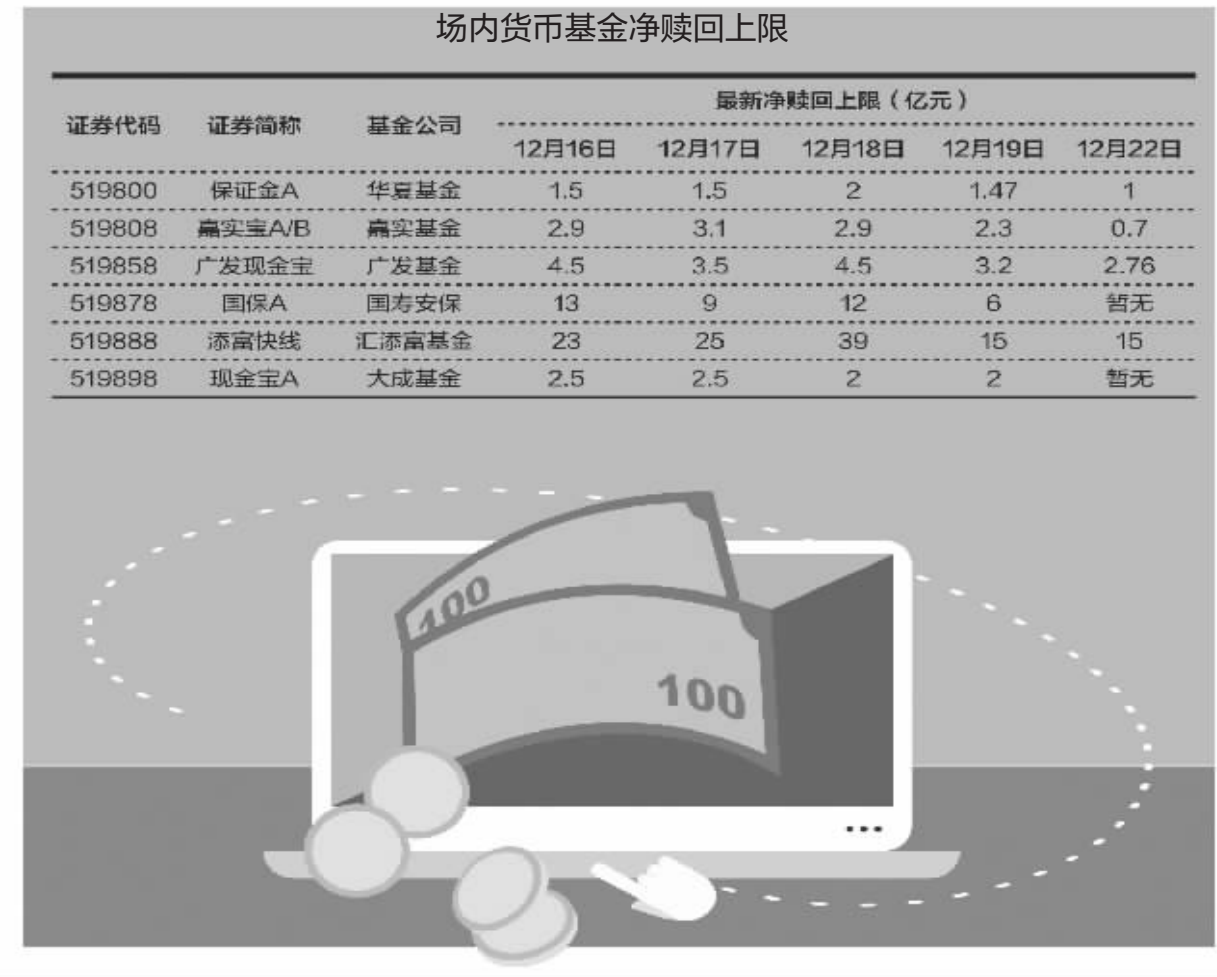 场内货币基金净赎回上限
证券代码 证券简称 基金公司 最新净赎回上限（亿元）
12月16日 12月17日 12月18日 12月19日 12月22日
519800 保证金A 华夏基金 1.5 1.5 2 1.47 1
519808 嘉实宝A/B 嘉实基金 2.9 3.1 2.9 2.3 0.7
519858 广发现金宝 广发基金 4.5 3.5 4.5 3.2 2.76
519878 国保A 国寿安保 13 9 12 6 暂无
519888 添富快线 汇添富基金 23 25 39 15 15
519898 现金宝A 大成基金 2.5 2.5 2 2 暂无
100
100